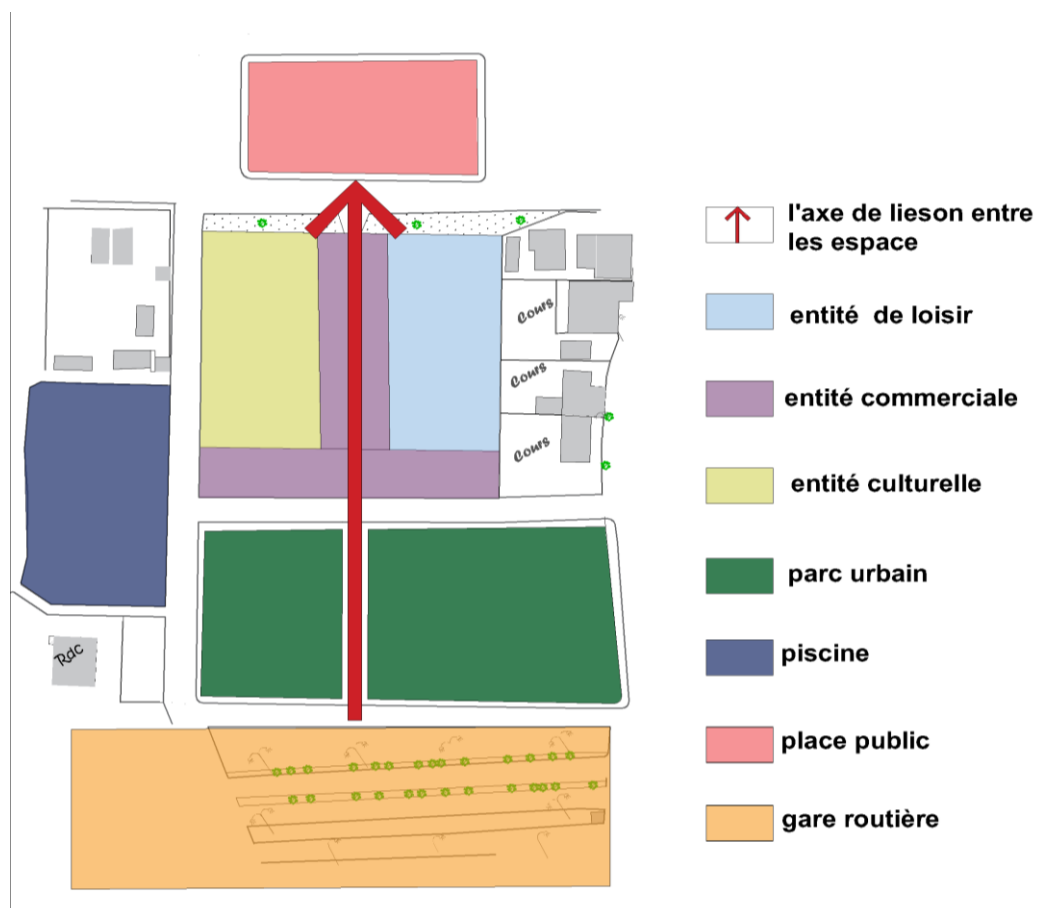 Cours
Cours
Cours
Rdc
l'axe de lieson entre
les espace
entité de loisir
entité commerciale
entité culturelle
parc urbain
piscine
place public
gare routière